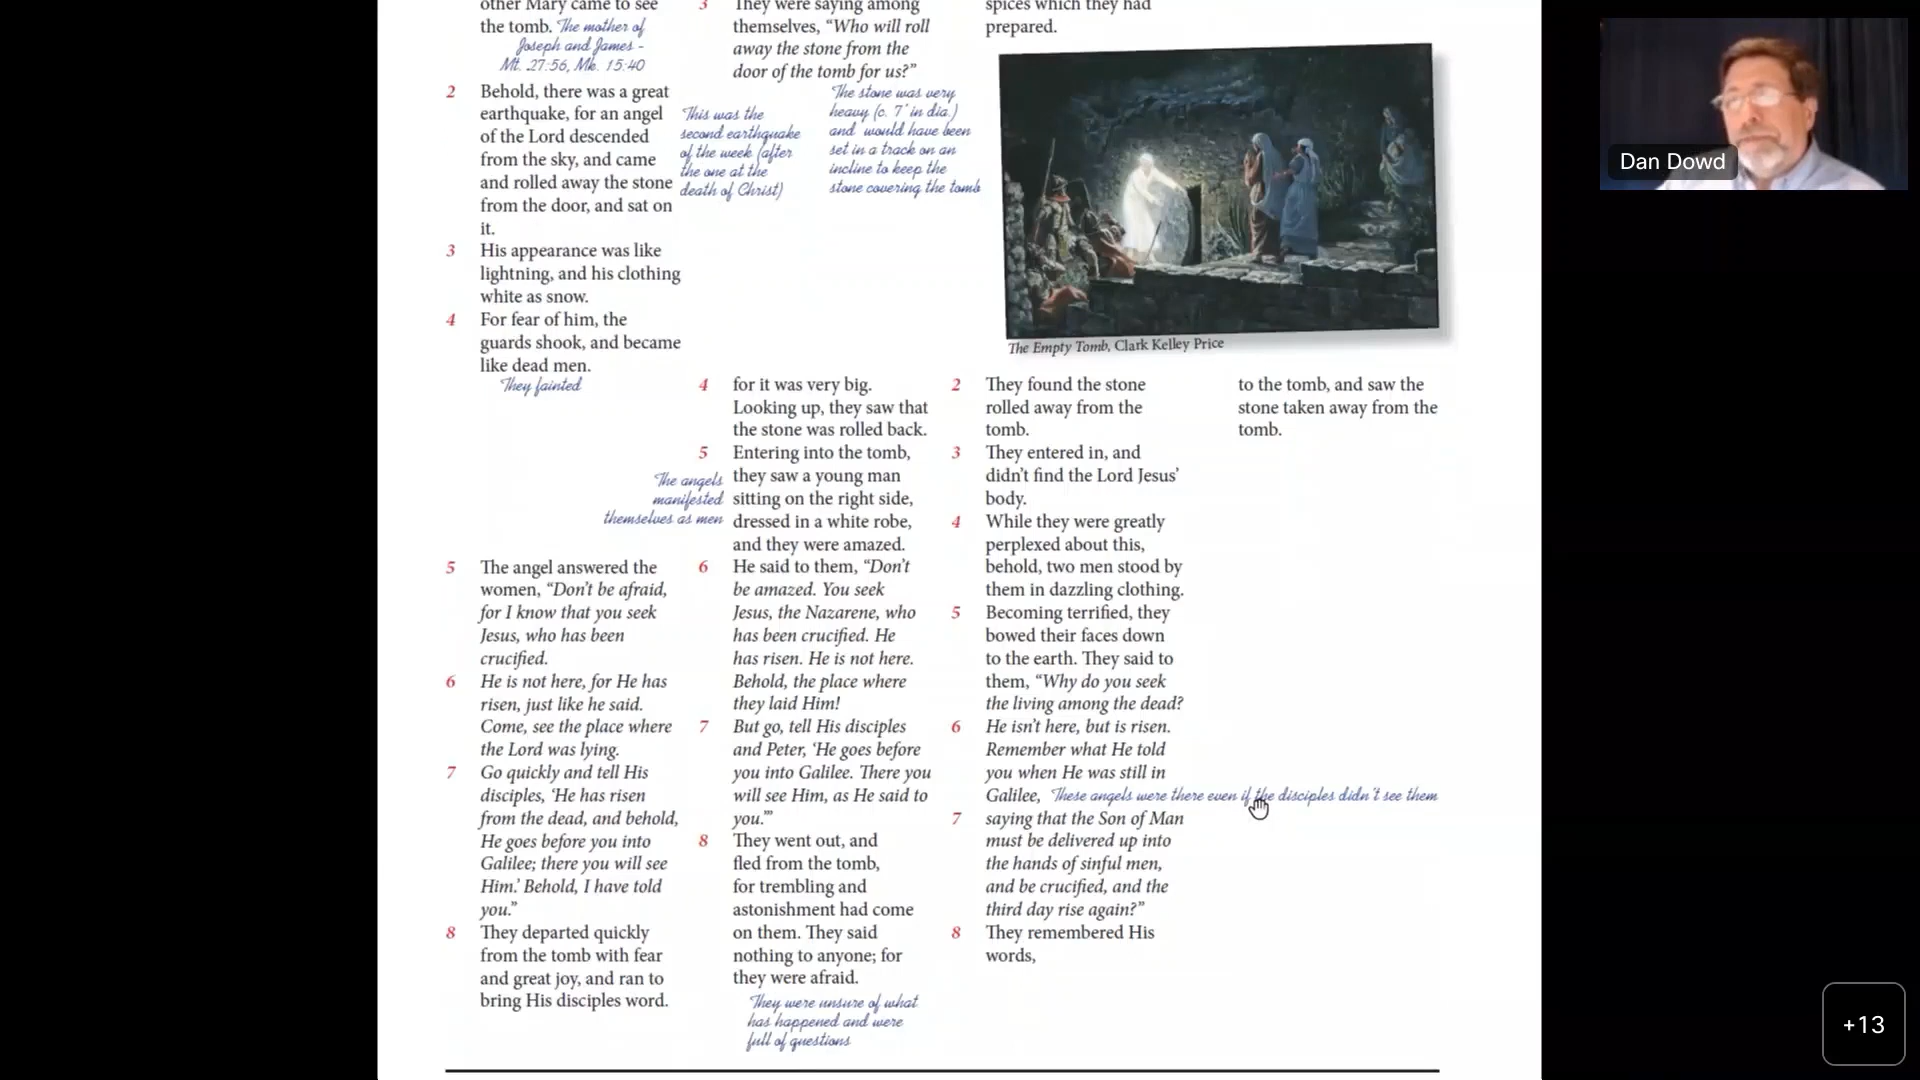 other Mary came to see
the tomb. The mother of
Joseph and James -
Mt. 27:56, Mk. 15:40
2 Behold, there was a great
earthquake, for an angel
of the Lord descended
from the sky, and came
and rolled away the stone
from the door, and sat on
it.
This was the
second earthquake
of the week (after
the one at the
death of Christ)
3 His appearance was like
lightning, and his clothing
white as snow.
4 For fear of him, the
guards shook, and became
like dead men.
They fainted
5 The angel answered the
women, “Don’t be afraid,
for I know that you seek
Jesus, who has been
crucified.
6 He is not here, for He has
risen, just like he said.
Come, see the place where
the Lord was lying.
7 Go quickly and tell His
disciples, ‘He has risen
from the dead, and behold,
He goes before you into
Galilee; there you will see
Him.’ Behold, I have told
you.”
8 They departed quickly
from the tomb with fear
and great joy, and ran to
bring His disciples word.
3 They were saying among
themselves, “Who will roll
away the stone from the
door of the tomb for us?”
The stone was very
heavy (c. 7' in dia.)
and would have been
set in a track on an
incline to keep the
stone covering the tomb
4 for it was very big.
Looking up, they saw that
the stone was rolled back.
5 Entering into the tomb,
they saw a young man
sitting on the right side,
dressed in a white robe,
and they were amazed.
The angels
manifested
themselves as men
6 He said to them, “Don’t
be amazed. You seek
Jesus, the Nazarene, who
has been crucified. He
has risen. He is not here.
Behold, the place where
they laid Him!
7 But go, tell His disciples
and Peter, ‘He goes before
you into Galilee. There you
will see Him, as He said to
you.’”
8 They went out, and
fled from the tomb,
for trembling and
astonishment had come
on them. They said
nothing to anyone; for
they were afraid.
They were unsure of what
has happened and were
full of questions
spices which they had
prepared.
The Empty Tomb, Clark Kelley Price
2 They found the stone
rolled away from the
tomb.
3 They entered in, and
didn’t find the Lord Jesus’
body.
4 While they were greatly
perplexed about this,
behold, two men stood by
them in dazzling clothing.
5 Becoming terrified, they
bowed their faces down
to the earth. They said to
them, “Why do you seek
the living among the dead?
6 He isn’t here, but is risen.
Remember what He told
you when He was still in
Galilee, These angels were there even if the disciples didn't see them
7 saying that the Son of Man
must be delivered up into
the hands of sinful men,
and be crucified, and the
third day rise again?”
8 They remembered His
words,
to the tomb, and saw the
stone taken away from the
tomb.
Dan Dowd
+13